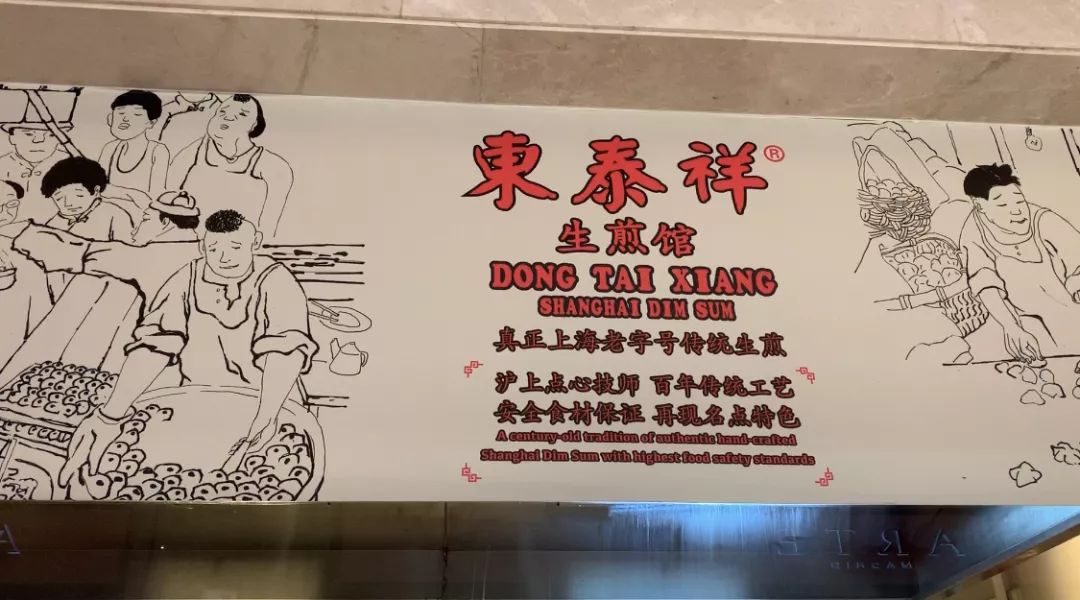 東泰祥®
生煎馆
DONG TAI XIANG
SHANGHAI DIM SUM
真正上海老字号传统生煎
沪上点心技师 百年传统工艺
安全食材保证 再现名点特色
A century-old tradition of authentic hand-crafted
Shanghai Dim Sum with highest food safety standards
ARTE
MADRID